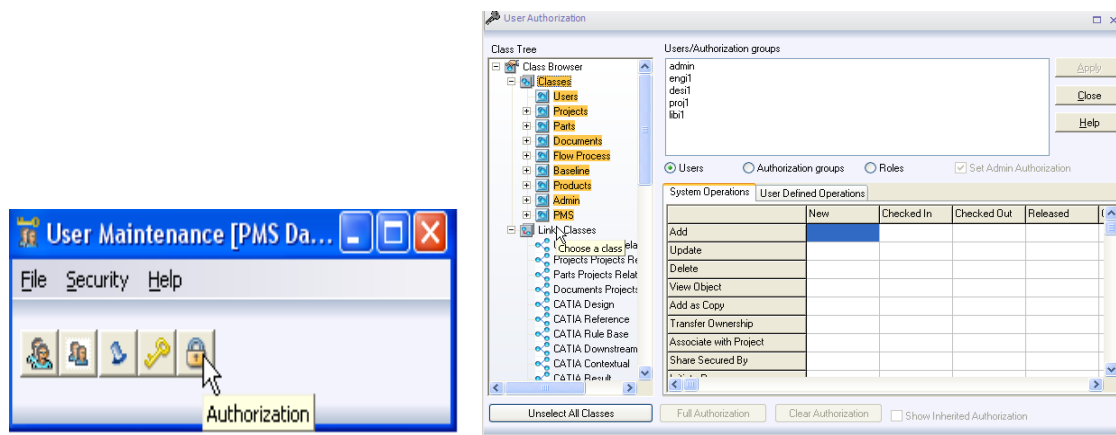 User Maintenance [PMS Da...
File Security Help
Authorization
User Authorization
Class Tree
Class Browser
Classes
Users
Projects
Parts
Documents
Flow Process
Baseline
Products
Admin
PMS
Link Classes
Choose a class
Projects Projects Re
Parts Projects Relat
Documents Projects
CATIA Design
CATIA Reference
CATIA Rule Base
CATIA Downstream
CATIA Contextual
CATIA Result
Users/Authorization groups
admin
engi1
desi1
proj1
libi1
Apply
Close
Help
Users Authorization groups Roles Set Admin Authorization
System Operations User Defined Operations
New Checked In Checked Out Released
Add
Update
Delete
View Object
Add as Copy
Transfer Ownership
Associate with Project
Share Secured By
Unselect All Classes Full Authorization Clear Authorization Show Inherited Authorization